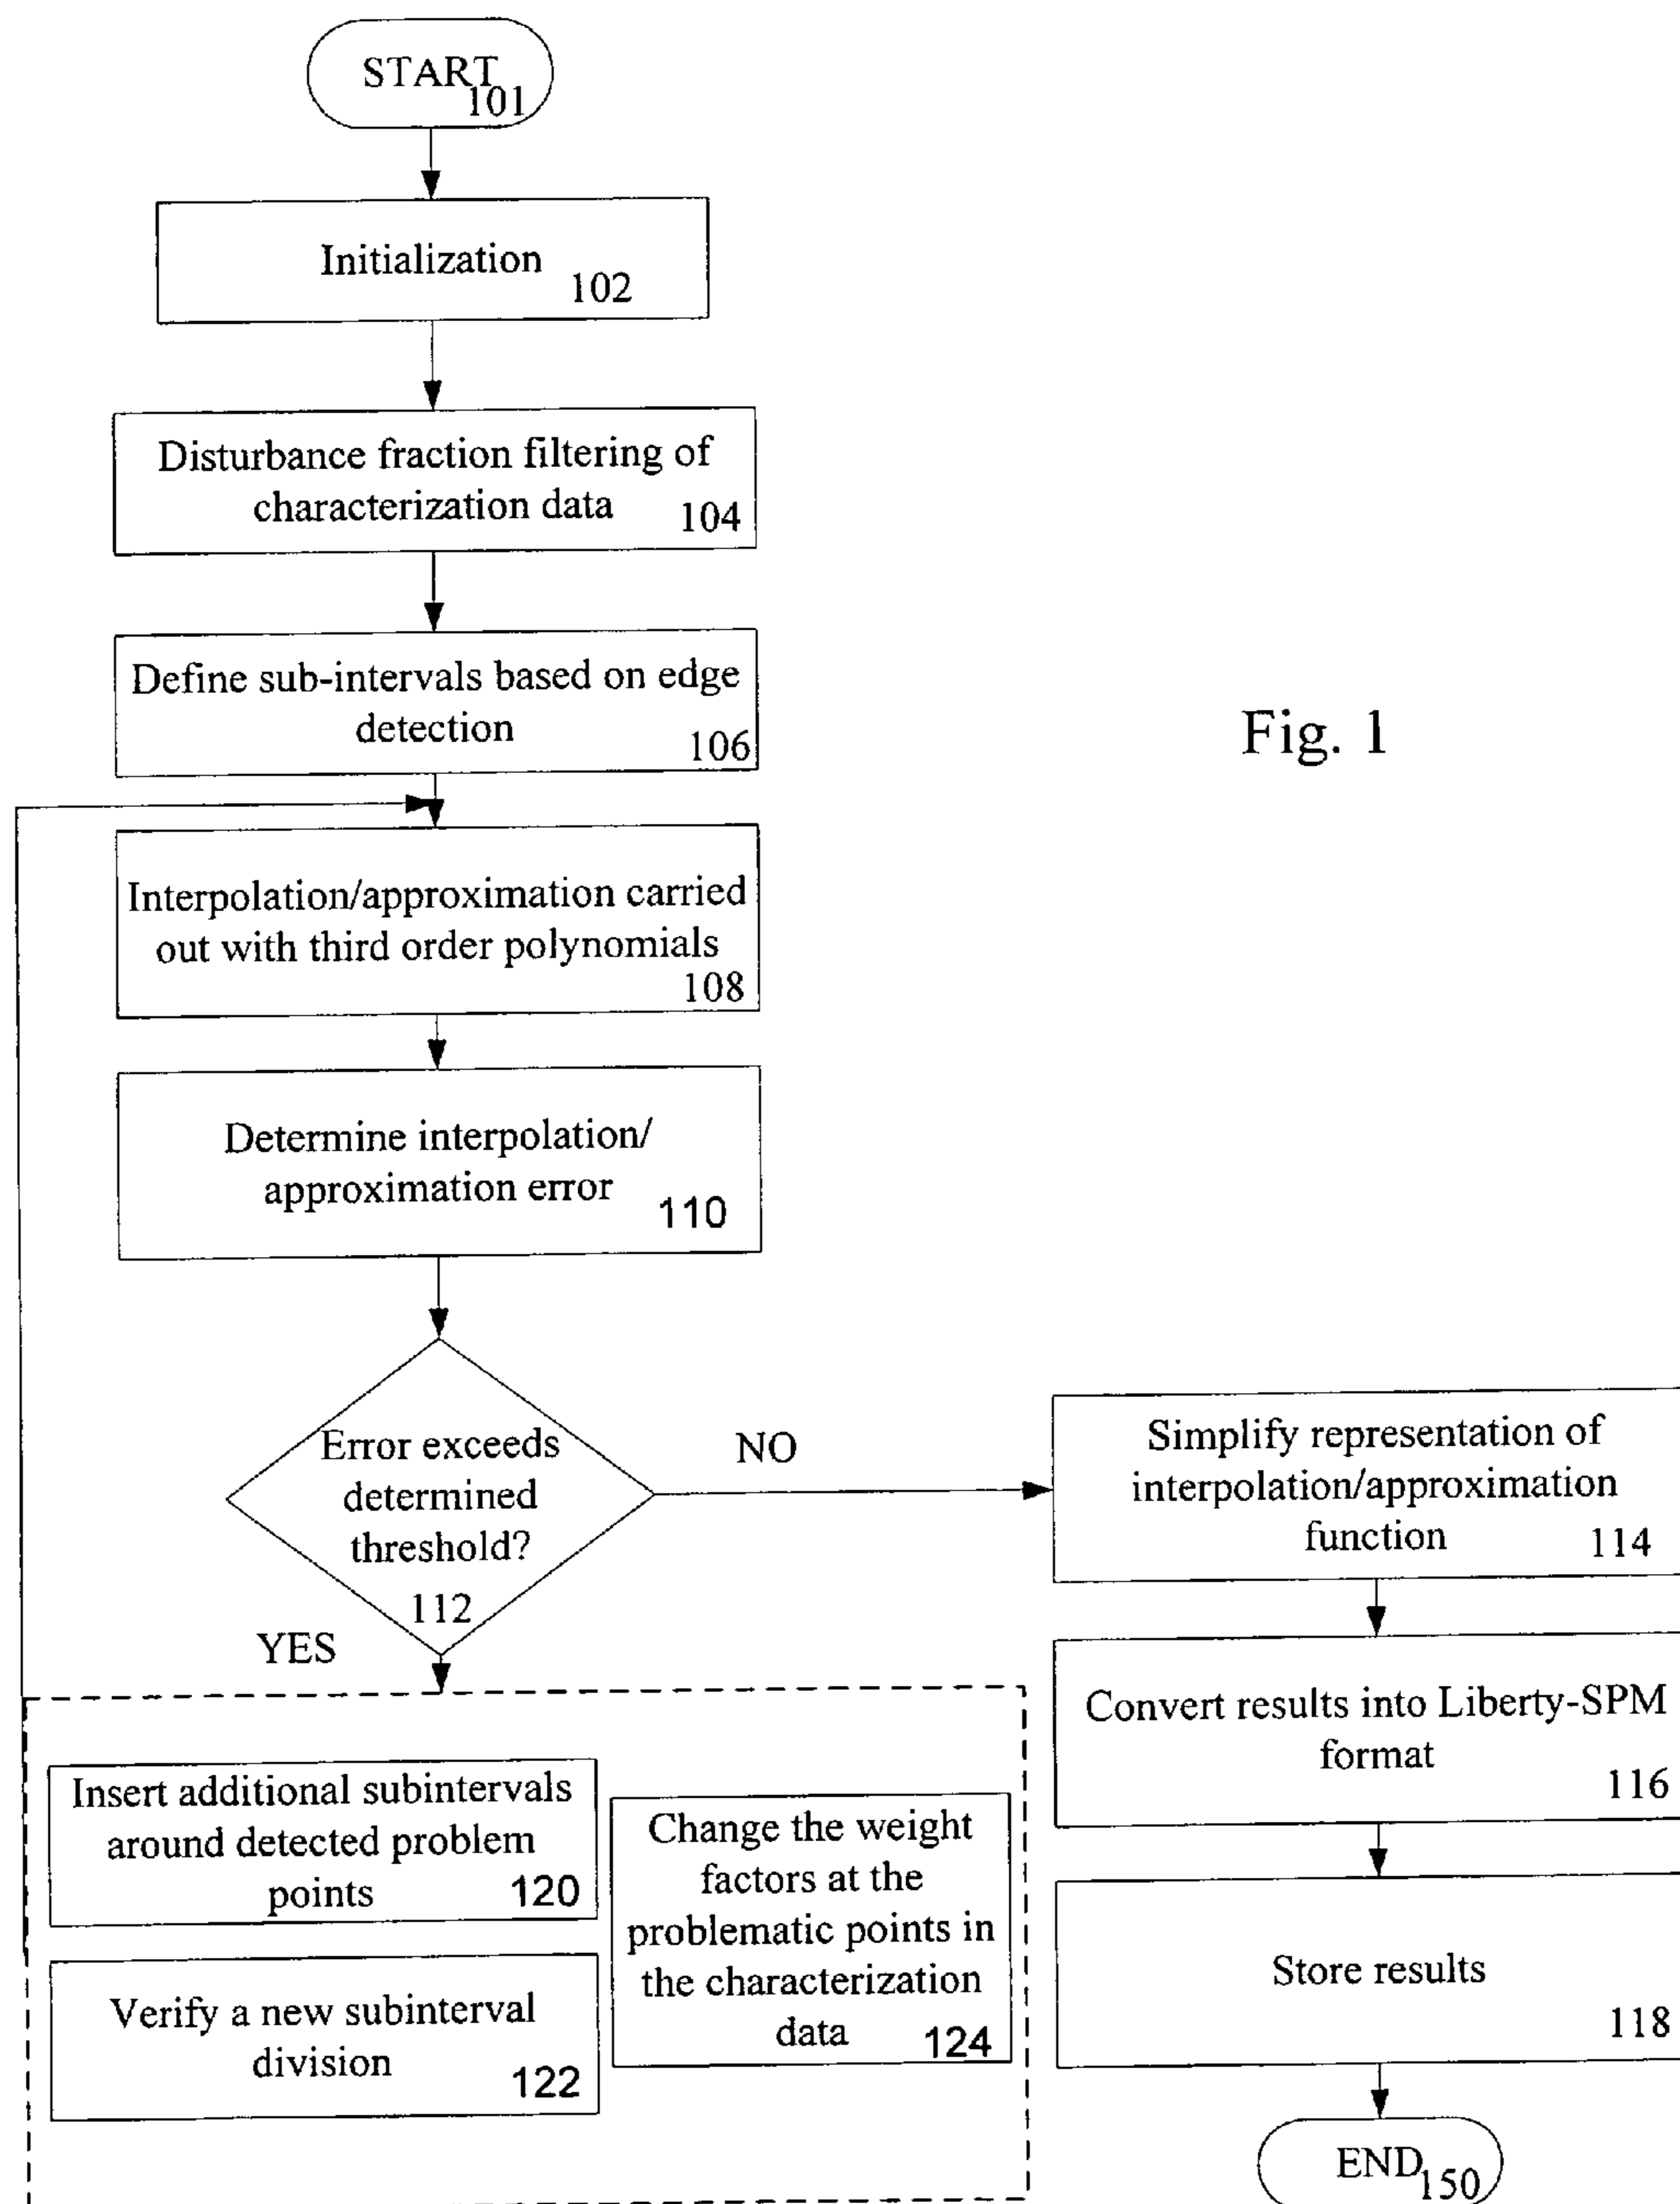 START
101
Initialization
102
Disturbance fraction filtering of
characterization data 104
Define sub-intervals based on edge
detection 106
Fig. 1
Interpolation/approximation carried
out with third order polynomials
108
Determine interpolation/
approximation error 110
Error exceeds
determined
threshold?
112
NO
YES
Simplify representation of
interpolation/approximation
function 114
Convert results into Liberty-SPM
format 116
Store results
118
END
150
Insert additional subintervals
around detected problem
points 120
Verify a new subinterval
division 122
Change the weight
factors at the
problematic points in
the characterization
data 124